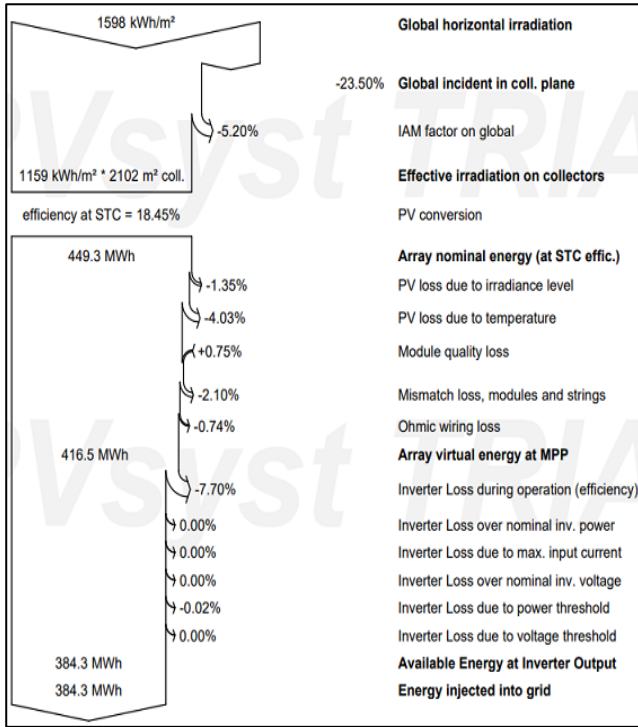 1598 kWh/m² Global horizontal irradiation
-23.50% Global incident in coll. plane
-5.20% IAM factor on global
1159 kWh/m² * 2102 m² coll. Effective irradiation on collectors
efficiency at STC = 18.45% PV conversion
449.3 MWh Array nominal energy (at STC effic.)
-1.35% PV loss due to irradiance level
-4.03% PV loss due to temperature
+0.75% Module quality loss
-2.10% Mismatch loss, modules and strings
-0.74% Ohmic wiring loss
416.5 MWh Array virtual energy at MPP
-7.70% Inverter Loss during operation (efficiency)
0.00% Inverter Loss over nominal inv. power
0.00% Inverter Loss due to max. input current
0.00% Inverter Loss over nominal inv. voltage
-0.02% Inverter Loss due to power threshold
0.00% Inverter Loss due to voltage threshold
384.3 MWh Available Energy at Inverter Output
384.3 MWh Energy injected into grid
PVsyst TRIA
PVsyst TRIA